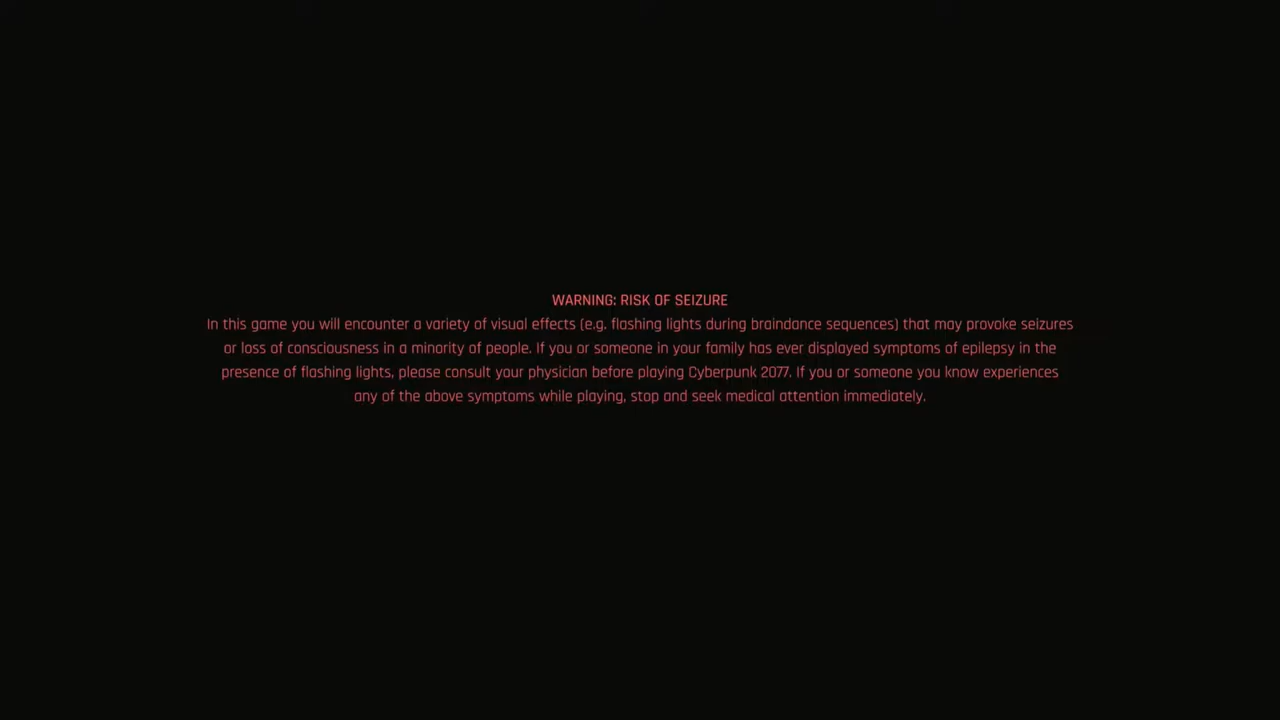 WARNING: RISK OF SEIZURE
In this game you will encounter a variety of visual effects (e.g. flashing lights during braindance sequences) that may provoke seizures
or loss of consciousness in a minority of people. If you or someone in your family has ever displayed symptoms of epilepsy in the
presence of flashing lights, please consult your physician before playing Cyberpunk 2077. If you or someone you know experiences
any of the above symptoms while playing, stop and seek medical attention immediately.